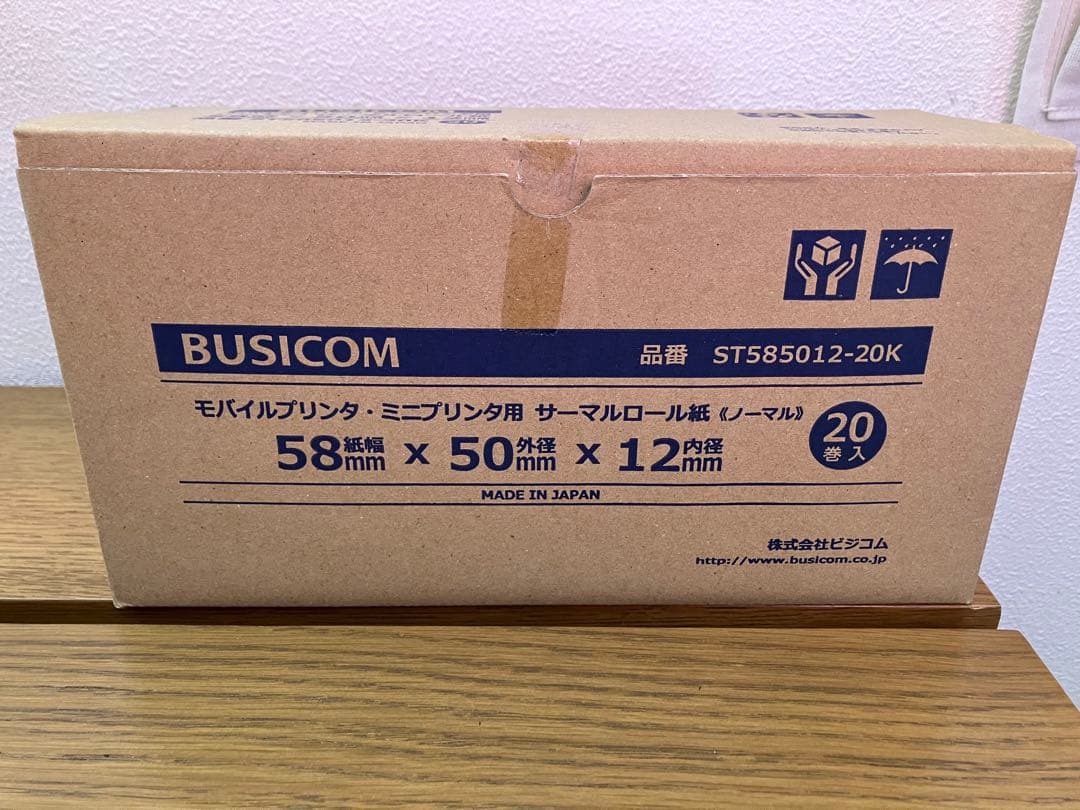 BUSICOM 品番 ST585012-20K
モバイルプリンタ・ミニプリンタ用 サーマルロール紙《ノーマル》
58紙幅mm x 50外径mm x 12内径mm
20巻入
MADE IN JAPAN
株式会社ビジコム
http://www.busicom.co.jp